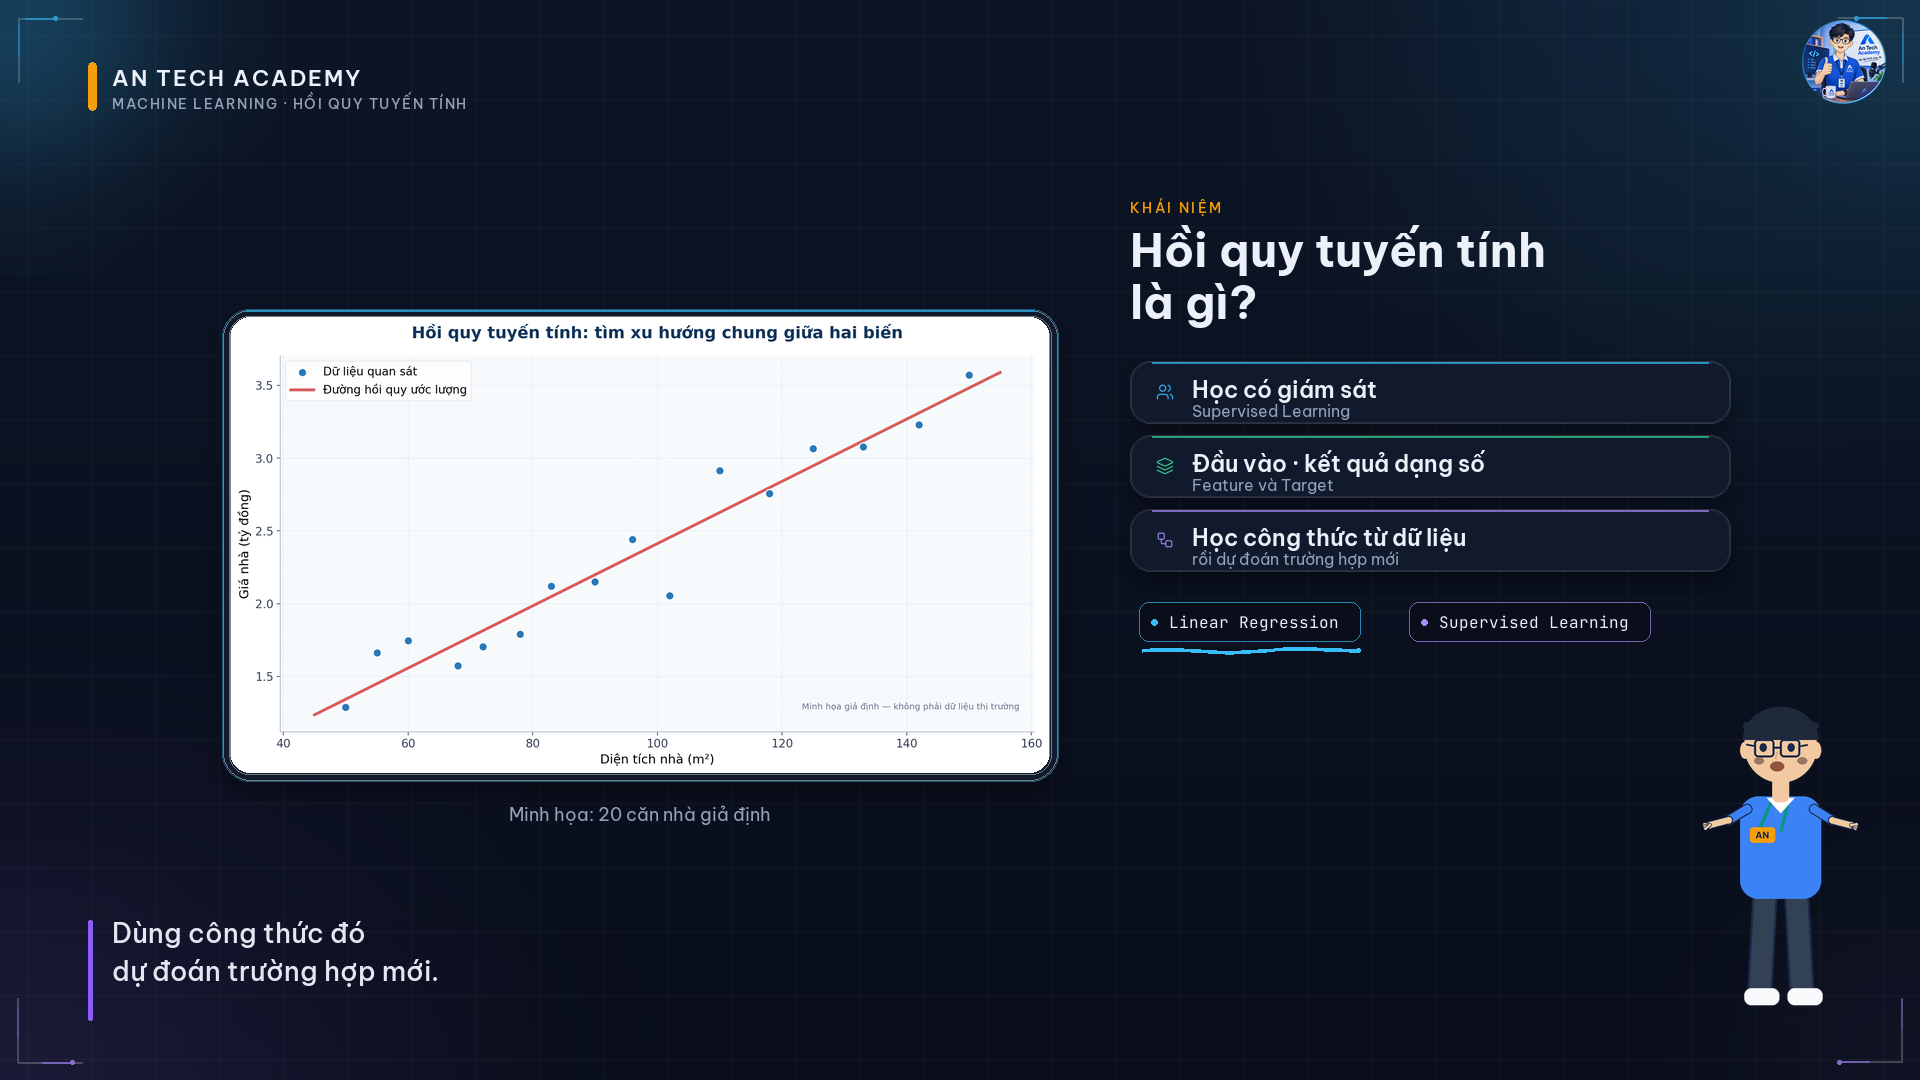 AN TECH ACADEMY
MACHINE LEARNING · HỒI QUY TUYẾN TÍNH
An Tech
Academy
KHÁI NIỆM
Hồi quy tuyến tính
là gì?
Hồi quy tuyến tính: tìm xu hướng chung giữa hai biến
Dữ liệu quan sát
Đường hồi quy ước lượng
3.5
3.0
2.5
2.0
1.5
Giá nhà (tỷ đồng)
Minh họa giả định — không phải dữ liệu thị trường
40 60 80 100 120 140 160
Diện tích nhà (m²)
Minh họa: 20 căn nhà giả định
Học có giám sát
Supervised Learning
Đầu vào · kết quả dạng số
Feature và Target
Học công thức từ dữ liệu
rồi dự đoán trường hợp mới
Linear Regression
Supervised Learning
AN
Dùng công thức đó
dự đoán trường hợp mới.